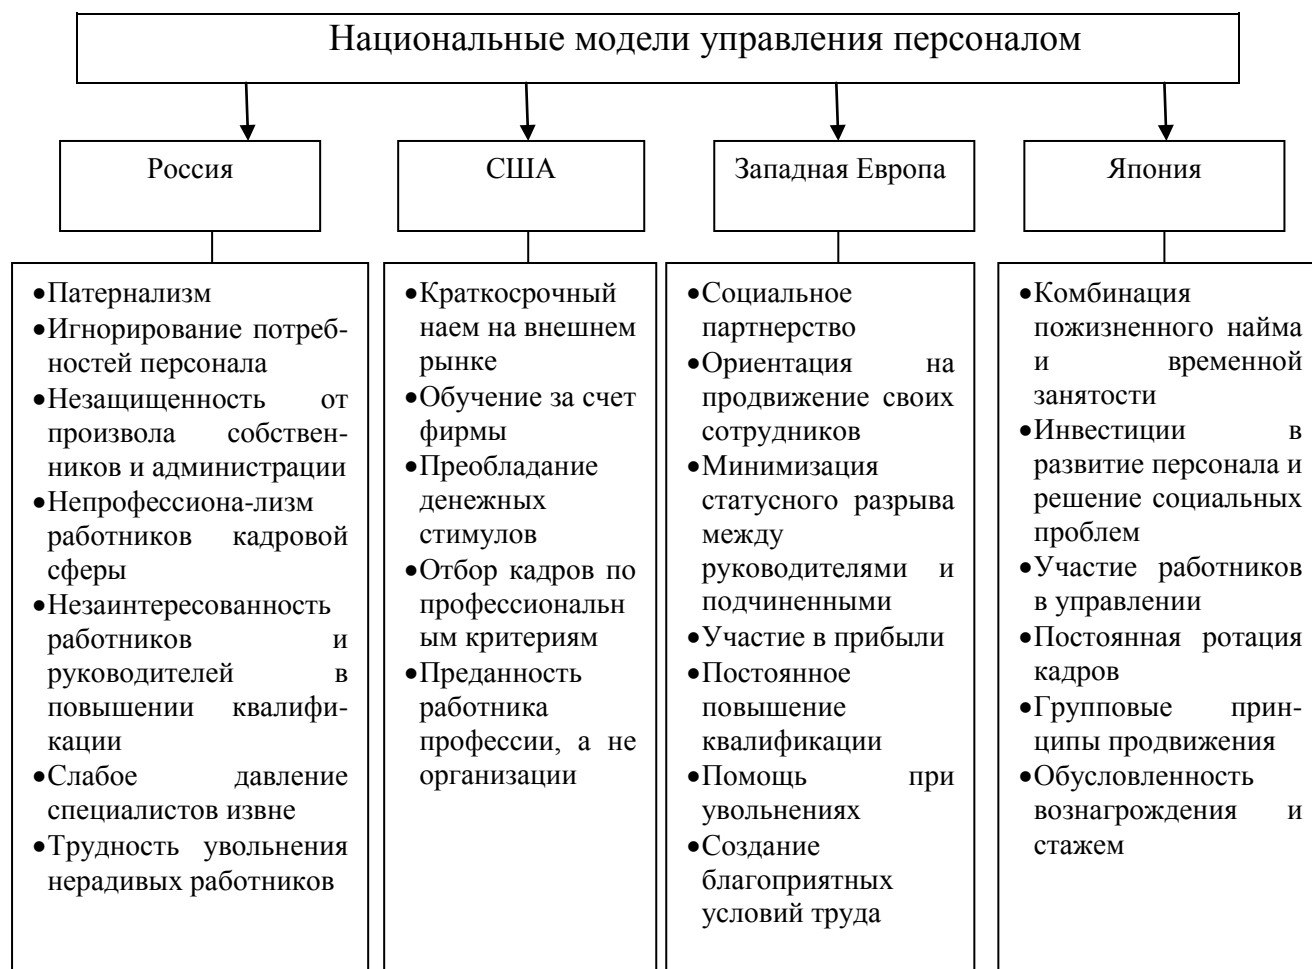 Национальные модели управления персоналом
Россия
США
Западная Европа
Япония
•Патернализм
•Игнорирование потреб-
ностей персонала
•Незащищенность от
произвола собствен-
ников и администрации
•Непрофессиона-лизм
работников кадровой
сферы
•Незаинтересованность
работников и
руководителей в
повышении квалифи-
кации
•Слабое давление
специалистов извне
•Трудность увольнения
нерадивых работников
•Краткосрочный
наем на внешнем
рынке
•Обучение за счет
фирмы
•Преобладание
денежных
стимулов
•Отбор кадров по
профессиональн
ым критериям
•Преданность
работника
профессии, а не
организации
•Социальное
партнерство
•Ориентация на
продвижение своих
сотрудников
•Минимизация
статусного разрыва
между
руководителями и
подчиненными
•Участие в прибыли
•Постоянное
повышение
квалификации
•Помощь при
увольнениях
•Создание
благоприятных
условий труда
•Комбинация
пожизненного найма
и временной
занятости
•Инвестиции в
развитие персонала и
решение социальных
проблем
•Участие работников
в управлении
•Постоянная ротация
кадров
•Групповые прин-
ципы продвижения
•Обусловленность
вознагрождения и
стажем